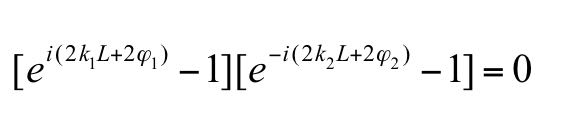 [e^{i(2k_1L+2φ_1)} − 1][e^{−i(2k_2L+2φ_2)} − 1] = 0